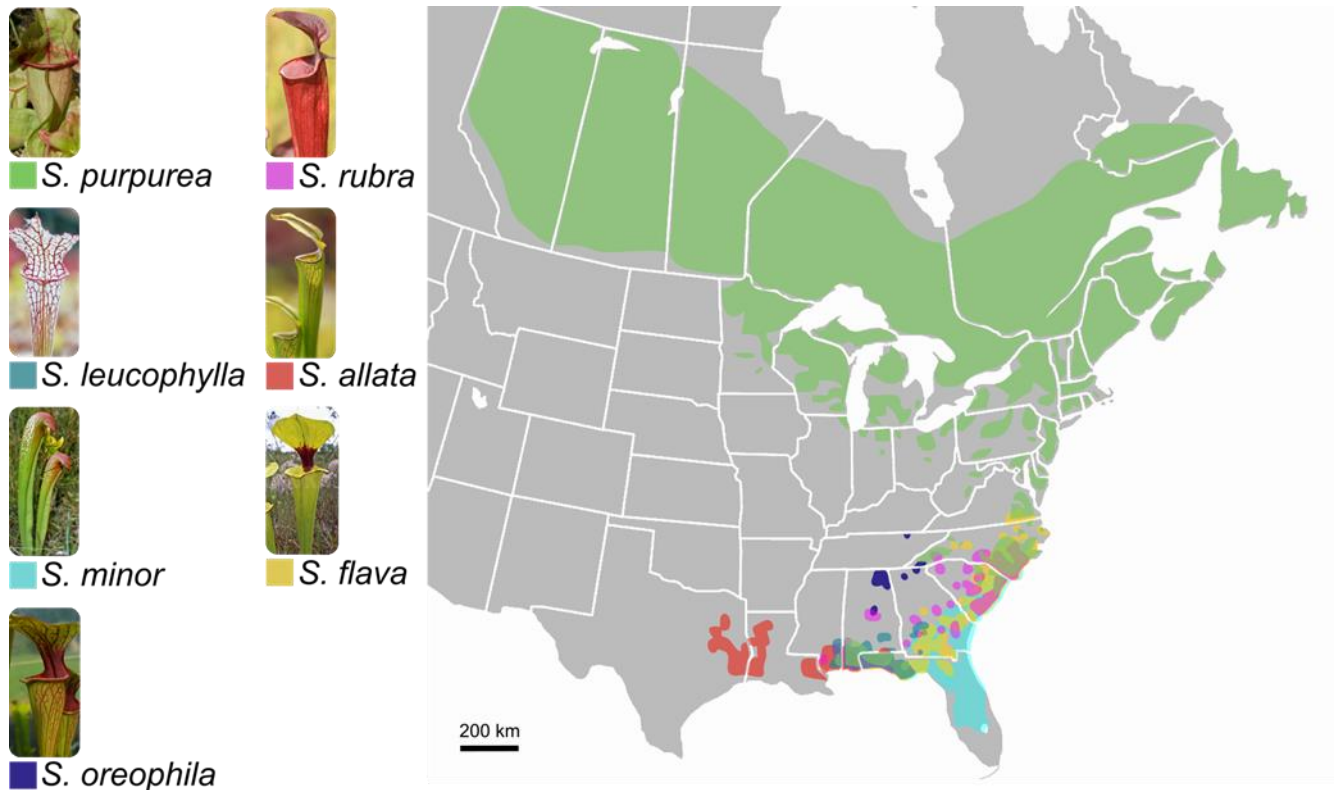 S. purpurea
S. rubra
S. leucophylla
S. allata
S. minor
S. flava
S. oreophila
200 km